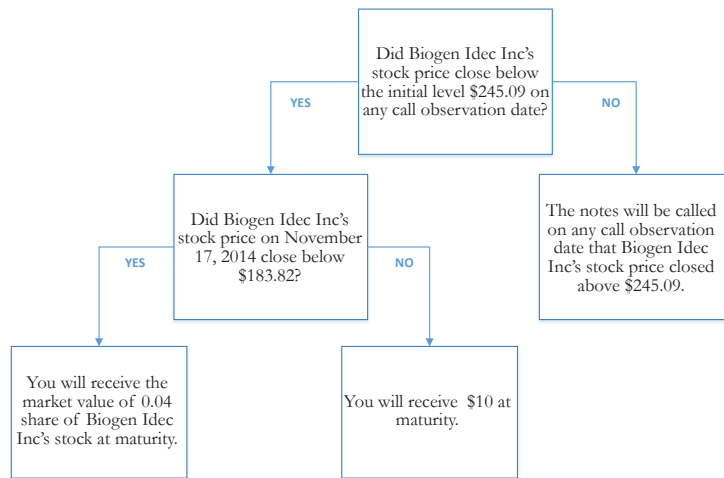 Did Biogen Idec Inc's
stock price close below
the initial level $245.09 on
any call observation date?
YES
NO
Did Biogen Idec Inc's
stock price on November
17, 2014 close below
$183.82?
The notes will be called
on any call observation
date that Biogen Idec
Inc's stock price closed
above $245.09.
YES
NO
You will receive the
market value of 0.04
share of Biogen Idec
Inc's stock at maturity.
You will receive $10 at
maturity.